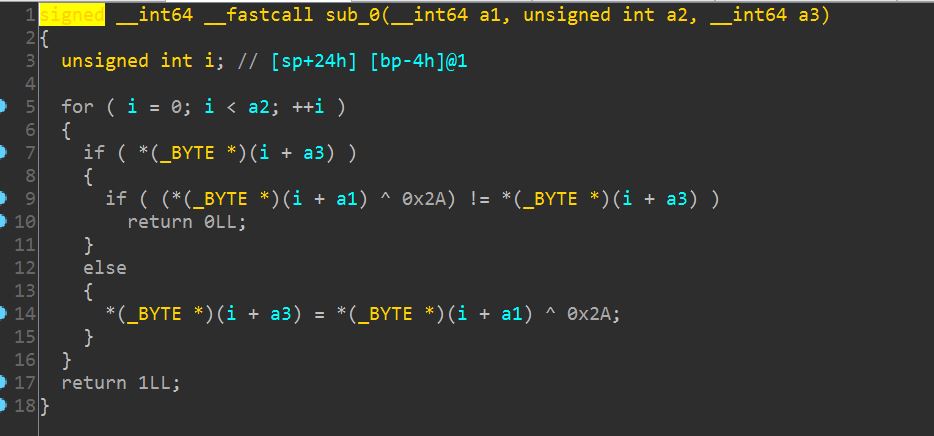 1 signed __int64 __fastcall sub_0(__int64 a1, unsigned int a2, __int64 a3)
2 {
3   unsigned int i; // [sp+24h] [bp-4h]@1
4
5   for ( i = 0; i < a2; ++i )
6   {
7     if ( *(_BYTE *)(i + a3) )
8     {
9       if ( (*(_BYTE *)(i + a1) ^ 0x2A) != *(_BYTE *)(i + a3) )
10         return 0LL;
11     }
12     else
13     {
14       *(_BYTE *)(i + a3) = *(_BYTE *)(i + a1) ^ 0x2A;
15     }
16   }
17   return 1LL;
18 }